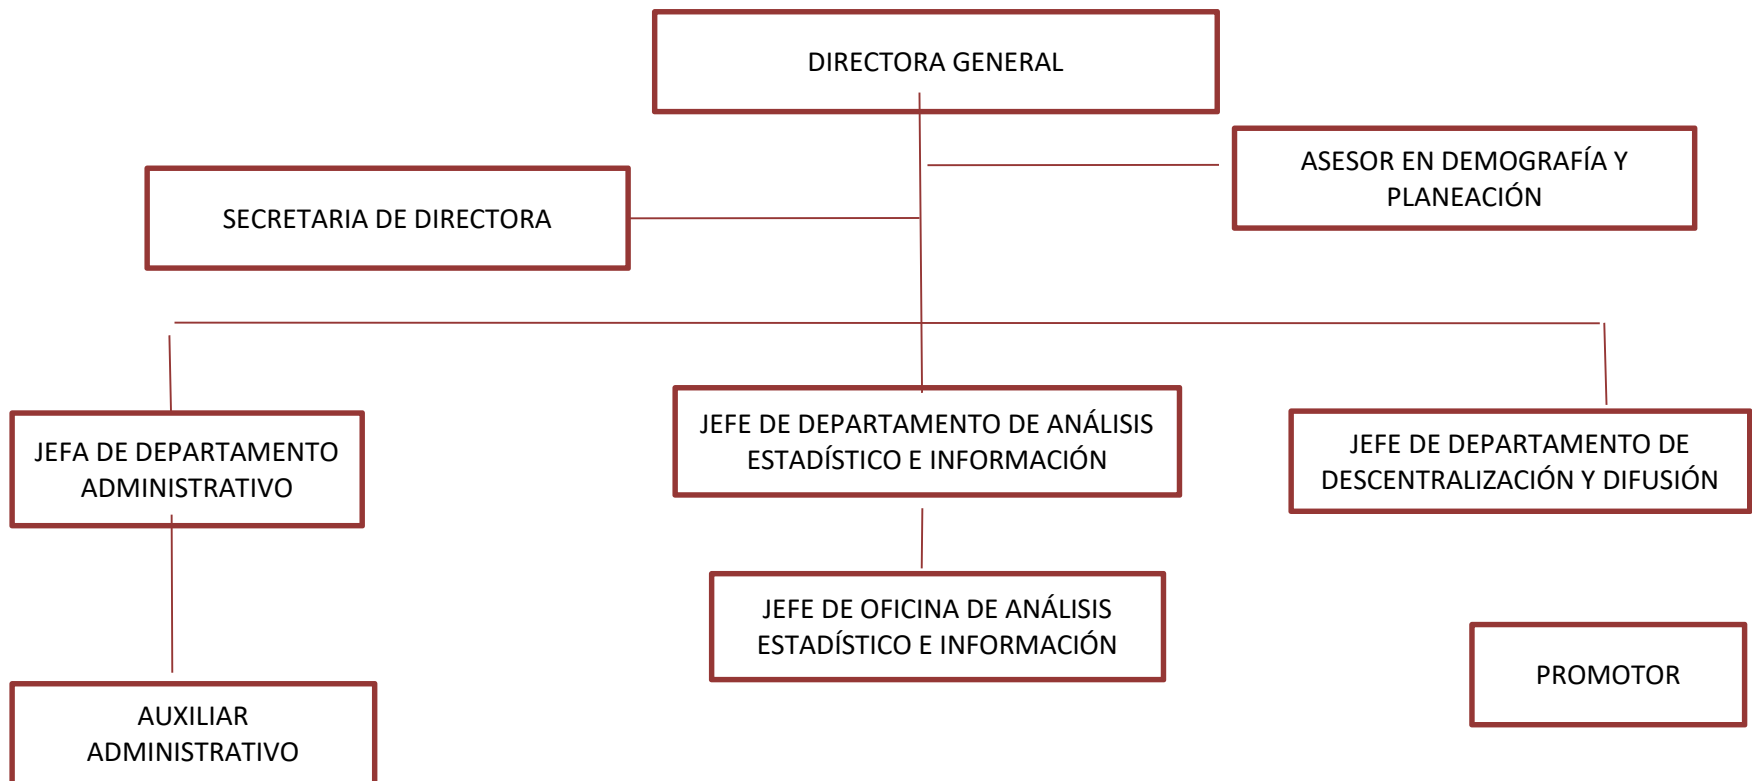 DIRECTORA GENERAL
ASESOR EN DEMOGRAFÍA Y
PLANEACIÓN
SECRETARIA DE DIRECTORA
JEFA DE DEPARTAMENTO
ADMINISTRATIVO
JEFE DE DEPARTAMENTO DE ANÁLISIS
ESTADÍSTICO E INFORMACIÓN
JEFE DE DEPARTAMENTO DE
DESCENTRALIZACIÓN Y DIFUSIÓN
JEFE DE OFICINA DE ANÁLISIS
ESTADÍSTICO E INFORMACIÓN
PROMOTOR
AUXILIAR
ADMINISTRATIVO